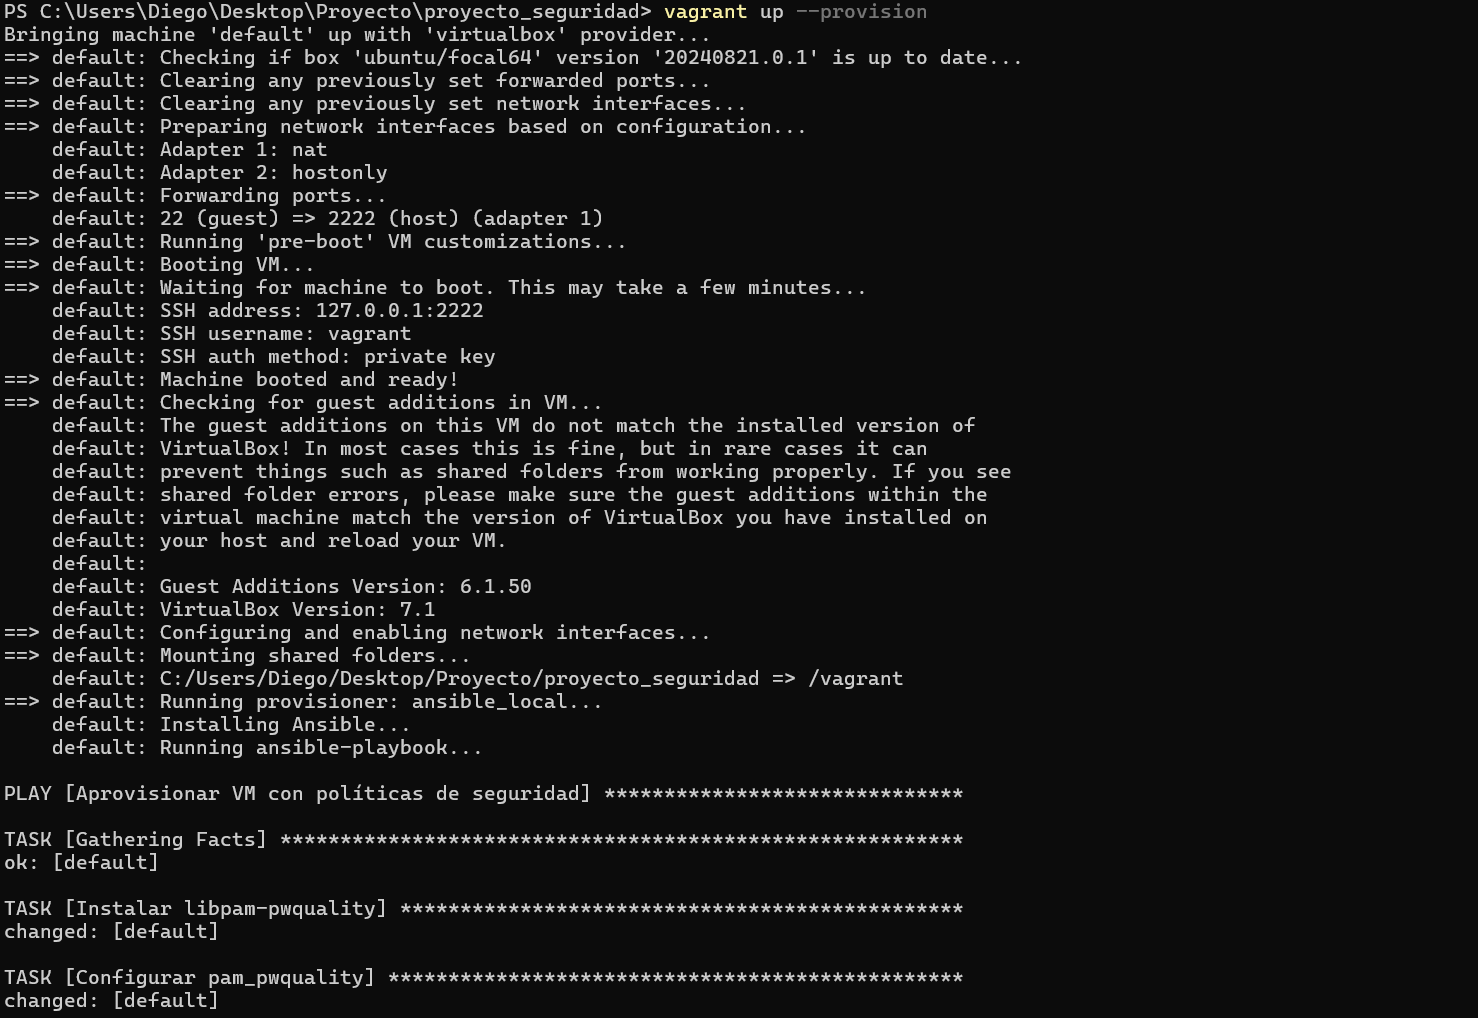 PS C:\Users\Diego\Desktop\Proyecto\proyecto_seguridad> vagrant up --provision
Bringing machine 'default' up with 'virtualbox' provider...
==> default: Checking if box 'ubuntu/focal64' version '20240821.0.1' is up to date...
==> default: Clearing any previously set forwarded ports...
==> default: Clearing any previously set network interfaces...
==> default: Preparing network interfaces based on configuration...
    default: Adapter 1: nat
    default: Adapter 2: hostonly
==> default: Forwarding ports...
    default: 22 (guest) => 2222 (host) (adapter 1)
==> default: Running 'pre-boot' VM customizations...
==> default: Booting VM...
==> default: Waiting for machine to boot. This may take a few minutes...
    default: SSH address: 127.0.0.1:2222
    default: SSH username: vagrant
    default: SSH auth method: private key
==> default: Machine booted and ready!
==> default: Checking for guest additions in VM...
    default: The guest additions on this VM do not match the installed version of
    default: VirtualBox! In most cases this is fine, but in rare cases it can
    default: prevent things such as shared folders from working properly. If you see
    default: shared folder errors, please make sure the guest additions within the
    default: virtual machine match the version of VirtualBox you have installed on
    default: your host and reload your VM.
    default:
    default: Guest Additions Version: 6.1.50
    default: VirtualBox Version: 7.1
==> default: Configuring and enabling network interfaces...
==> default: Mounting shared folders...
    default: C:/Users/Diego/Desktop/Proyecto/proyecto_seguridad => /vagrant
==> default: Running provisioner: ansible_local...
    default: Installing Ansible...
    default: Running ansible-playbook...
PLAY [Aprovisionar VM con políticas de seguridad] ******************************
TASK [Gathering Facts] *********************************************************
ok: [default]
TASK [Instalar libpam-pwquality] ***********************************************
changed: [default]
TASK [Configurar pam_pwquality] ************************************************
changed: [default]